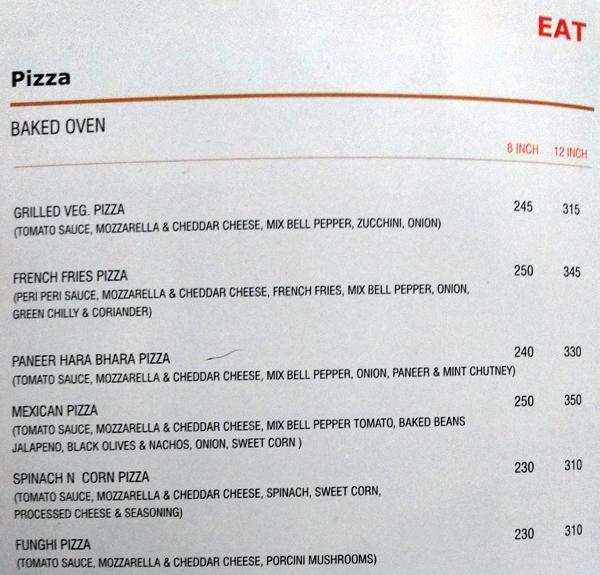 EAT
Pizza
BAKED OVEN
8 INCH 12 INCH
GRILLED VEG. PIZZA 245 315
(TOMATO SAUCE, MOZZARELLA & CHEDDAR CHEESE, MIX BELL PEPPER, ZUCCHINI, ONION)
FRENCH FRIES PIZZA 250 345
(PERI PERI SAUCE, MOZZARELLA & CHEDDAR CHEESE, FRENCH FRIES, MIX BELL PEPPER, ONION,
GREEN CHILLY & CORIANDER)
PANEER HARA BHARA PIZZA 240 330
(TOMATO SAUCE, MOZZARELLA & CHEDDAR CHEESE, MIX BELL PEPPER, ONION, PANEER & MINT CHUTNEY)
MEXICAN PIZZA 250 350
(TOMATO SAUCE, MOZZARELLA & CHEDDAR CHEESE, MIX BELL PEPPER TOMATO, BAKED BEANS
JALAPENO, BLACK OLIVES & NACHOS, ONION, SWEET CORN )
SPINACH N CORN PIZZA 230 310
(TOMATO SAUCE, MOZZARELLA & CHEDDAR CHEESE, SPINACH, SWEET CORN,
PROCESSED CHEESE & SEASONING)
FUNGHI PIZZA 230 310
(TOMATO SAUCE, MOZZARELLA & CHEDDAR CHEESE, PORCINI MUSHROOMS)